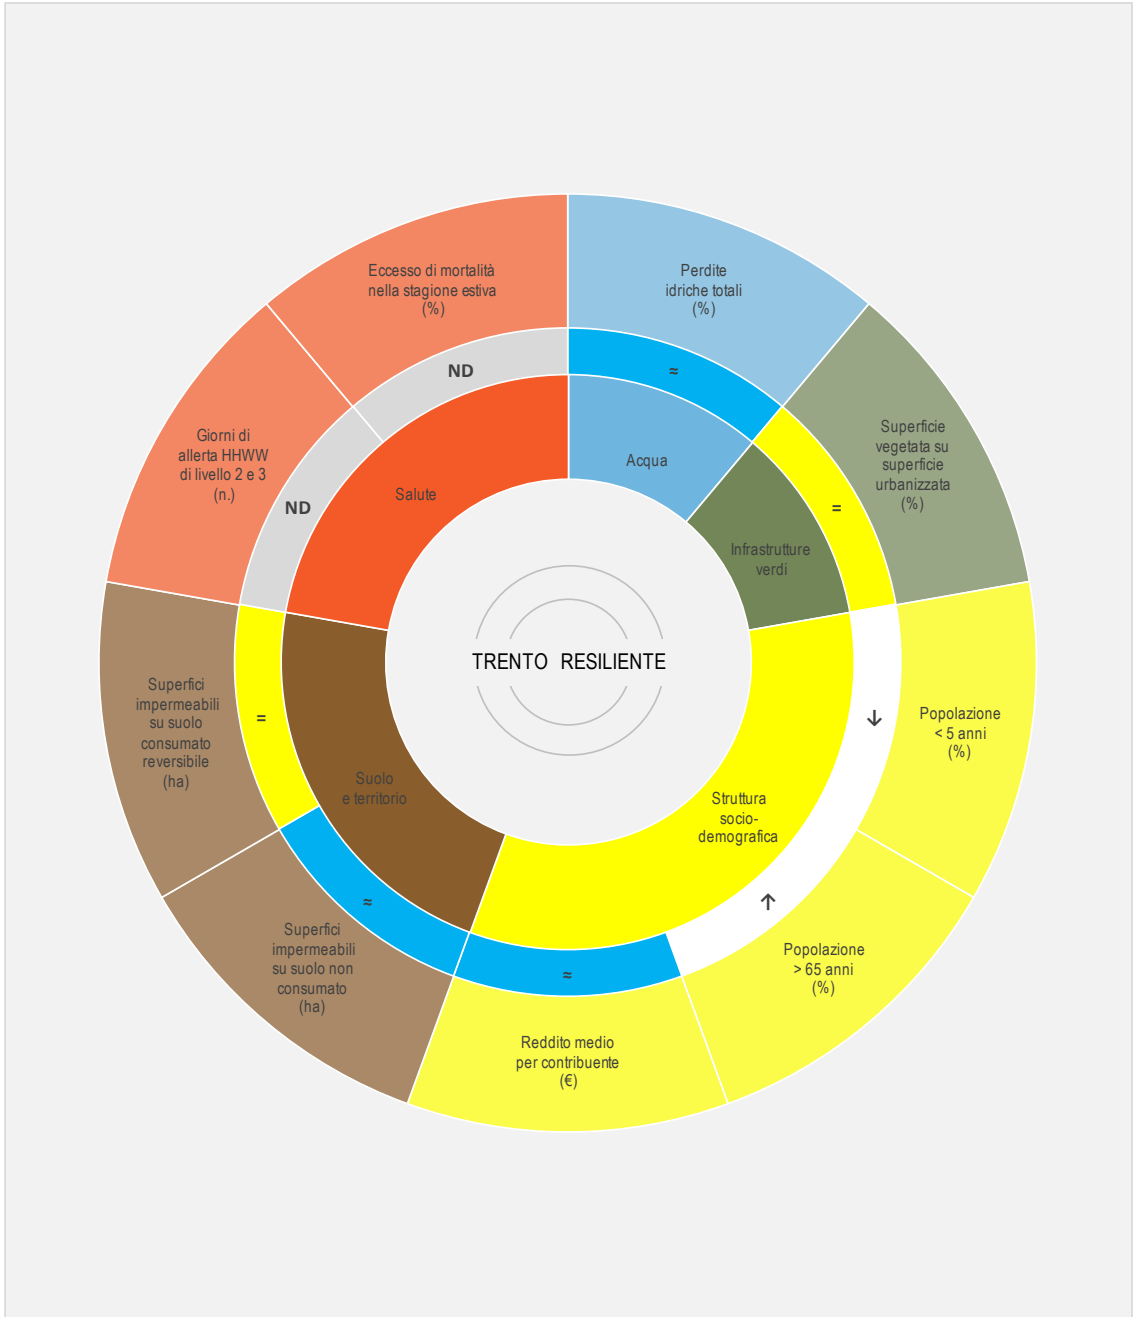 Eccesso di mortalità
nella stagione estiva
(%)
ND
Perdite
idriche totali
(%)
≈
Acqua
Superficie
vegetata su
superficie
urbanizzata
(%)
=
Infrastrutture
verdi
Giorni di
allerta HHWW
di livello 2 e 3
(n.)
ND
Salute
TRENTO RESILIENTE
Superfici
impermeabili
su suolo
consumato
reversibile
(ha)
=
Suolo
e territorio
Popolazione
< 5 anni
(%)
↓
Struttura
socio-
demografica
↑
Popolazione
> 65 anni
(%)
Superfici
impermeabili
su suolo non
consumato
(ha)
≈
≈
Reddito medio
per contribuente
(€)